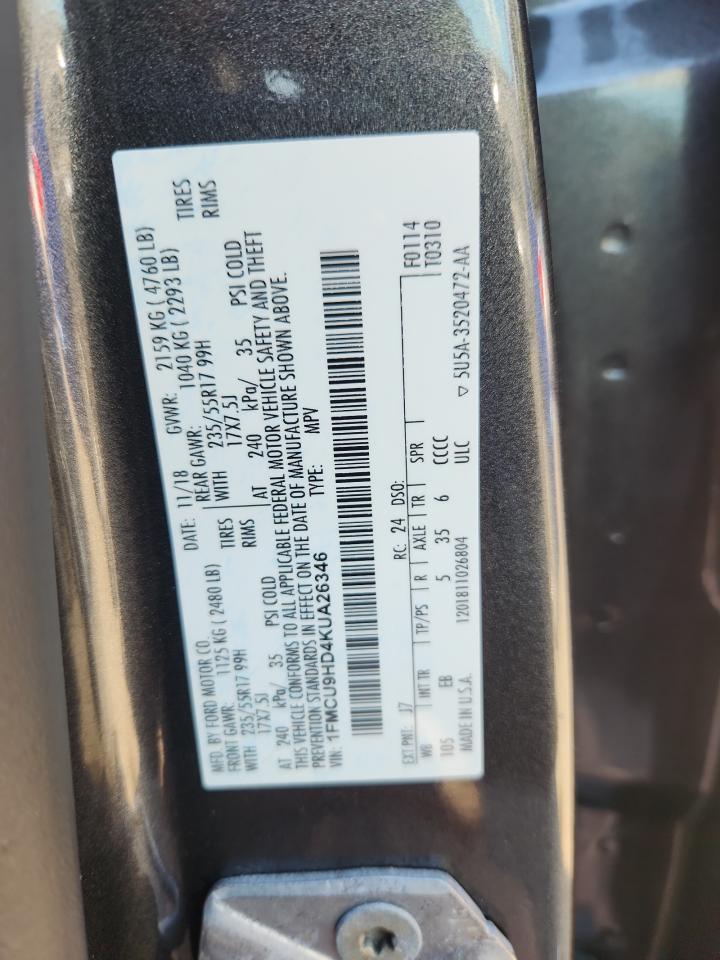 MFD. BY FORD MOTOR CO. DATE: 11/18 GVWR: 2159 KG ( 4760 LB)
FRONT GAWR: 1125 KG ( 2480 LB) REAR GAWR: 1040 KG ( 2293 LB)
WITH 235/55R17 99H TIRES WITH 235/55R17 99H TIRES
17X7.5J RIMS 17X7.5J RIMS
AT 240 kPa/ 35 PSI COLD AT 240 kPa/ 35 PSI COLD
THIS VEHICLE CONFORMS TO ALL APPLICABLE FEDERAL MOTOR VEHICLE SAFETY AND THEFT
PREVENTION STANDARDS IN EFFECT ON THE DATE OF MANUFACTURE SHOWN ABOVE.
VIN: 1FMCU9HD4KUA26346 TYPE: MPV
EXT PNT: J7 RC: 24 DSO: F0114
WB INT TR TP/PS R AXLE TR SPR T0310
105 EB 5 35 6 CCCC
MADE IN U.S.A. 1201811026804 ULC ▽ 5U5A-3520472-AA